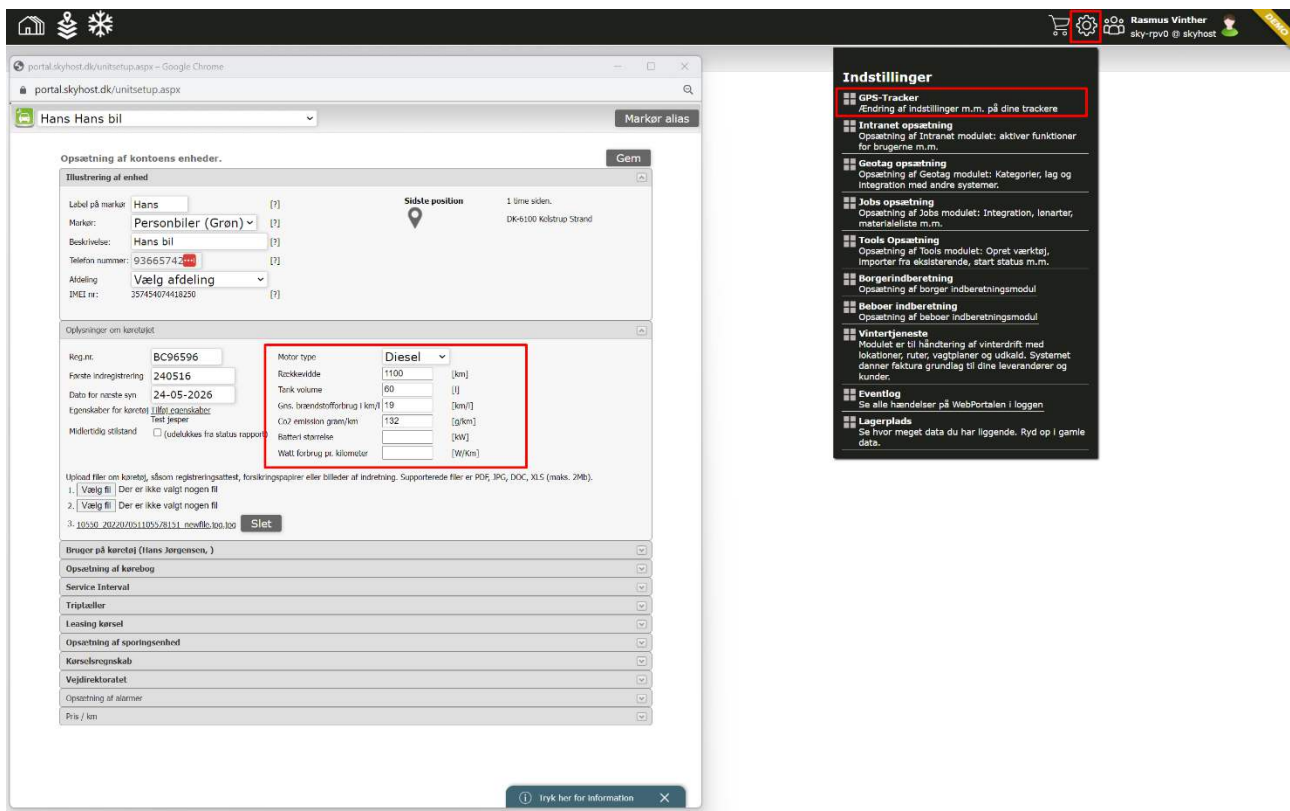 Rasmus Vinther
sky-rpv0 @ skyhost
DEMO
portal.skyhost.dk/unitsetup.aspx – Google Chrome
portal.skyhost.dk/unitsetup.aspx
Hans Hans bil
Markør alias
Opsætning af kontoens enheder.
Gem
Illustrering af enhed
Label på markør Hans [?]
Sidste position 1 time siden.
Markør: Personbiler (Grøn) [?]
DK-6100 Kelstrup Strand
Beskrivelse: Hans bil [?]
Telefon nummer: 93665742 [?]
Afdeling Vælg afdeling
IMEI nr: 357454074418250 [?]
Oplysninger om køretøjet
Reg.nr. BC96596
Første indregistrering 240516
Dato for næste syn 24-05-2026
Egenskaber for køretøj Tilføj egenskaber
Test jesper
Midlertidig stilstand (udelukkes fra status rapport)
Motor type Diesel
Rækkevidde 1100 [km]
Tank volume 60 [l]
Gns. brændstofforbrug i km/l 19 [km/l]
Co2 emission gram/km 132 [g/km]
Batteri størrelse [kW]
Watt forbrug pr. kilometer [W/Km]
Upload filer om køretøj, såsom registreringsattest, forsikringspapirer eller billeder af indretning. Supporterede filer er PDF, JPG, DOC, XLS (maks. 2Mb).
1. Vælg fil Der er ikke valgt nogen fil
2. Vælg fil Der er ikke valgt nogen fil
3. 10550_202207051105578151_newfile.jpg.jpg Slet
Bruger på køretøj (Hans Jørgensen, )
Opsætning af kørebog
Service Interval
Triptæller
Leasing kørsel
Opsætning af sporingsenhed
Kørselsregnskab
Vejdirektoratet
Opsætning af alarmer
Pris / km
Tryk her for information
Indstillinger
GPS-Tracker
Ændring af indstillinger m.m. på dine trackere
Intranet opsætning
Opsætning af Intranet modulet: aktiver funktioner
for brugerne m.m.
Geotag opsætning
Opsætning af Geotag modulet: Kategorier, lag og
integration med andre systemer.
Jobs opsætning
Opsætning af Jobs modulet: Integration, lønarter,
materialeliste m.m.
Tools Opsætning
Opsætning af Tools modulet: Opret værktøj,
importer fra eksisterende, start status m.m.
Borgerindberetning
Opsætning af borger indberetningsmodul
Beboer indberetning
Opsætning af beboer indberetningsmodul
Vintertjeneste
Modulet er til håndtering af vinterdrift med
lokationer, ruter, vagtplaner og udkald. Systemet
danner faktura grundlag til dine leverandører og
kunder.
Eventlog
Se alle hændelser på WebPortalen i loggen
Lagerplads
Se hvor meget data du har liggende. Ryd op i gamle
data.